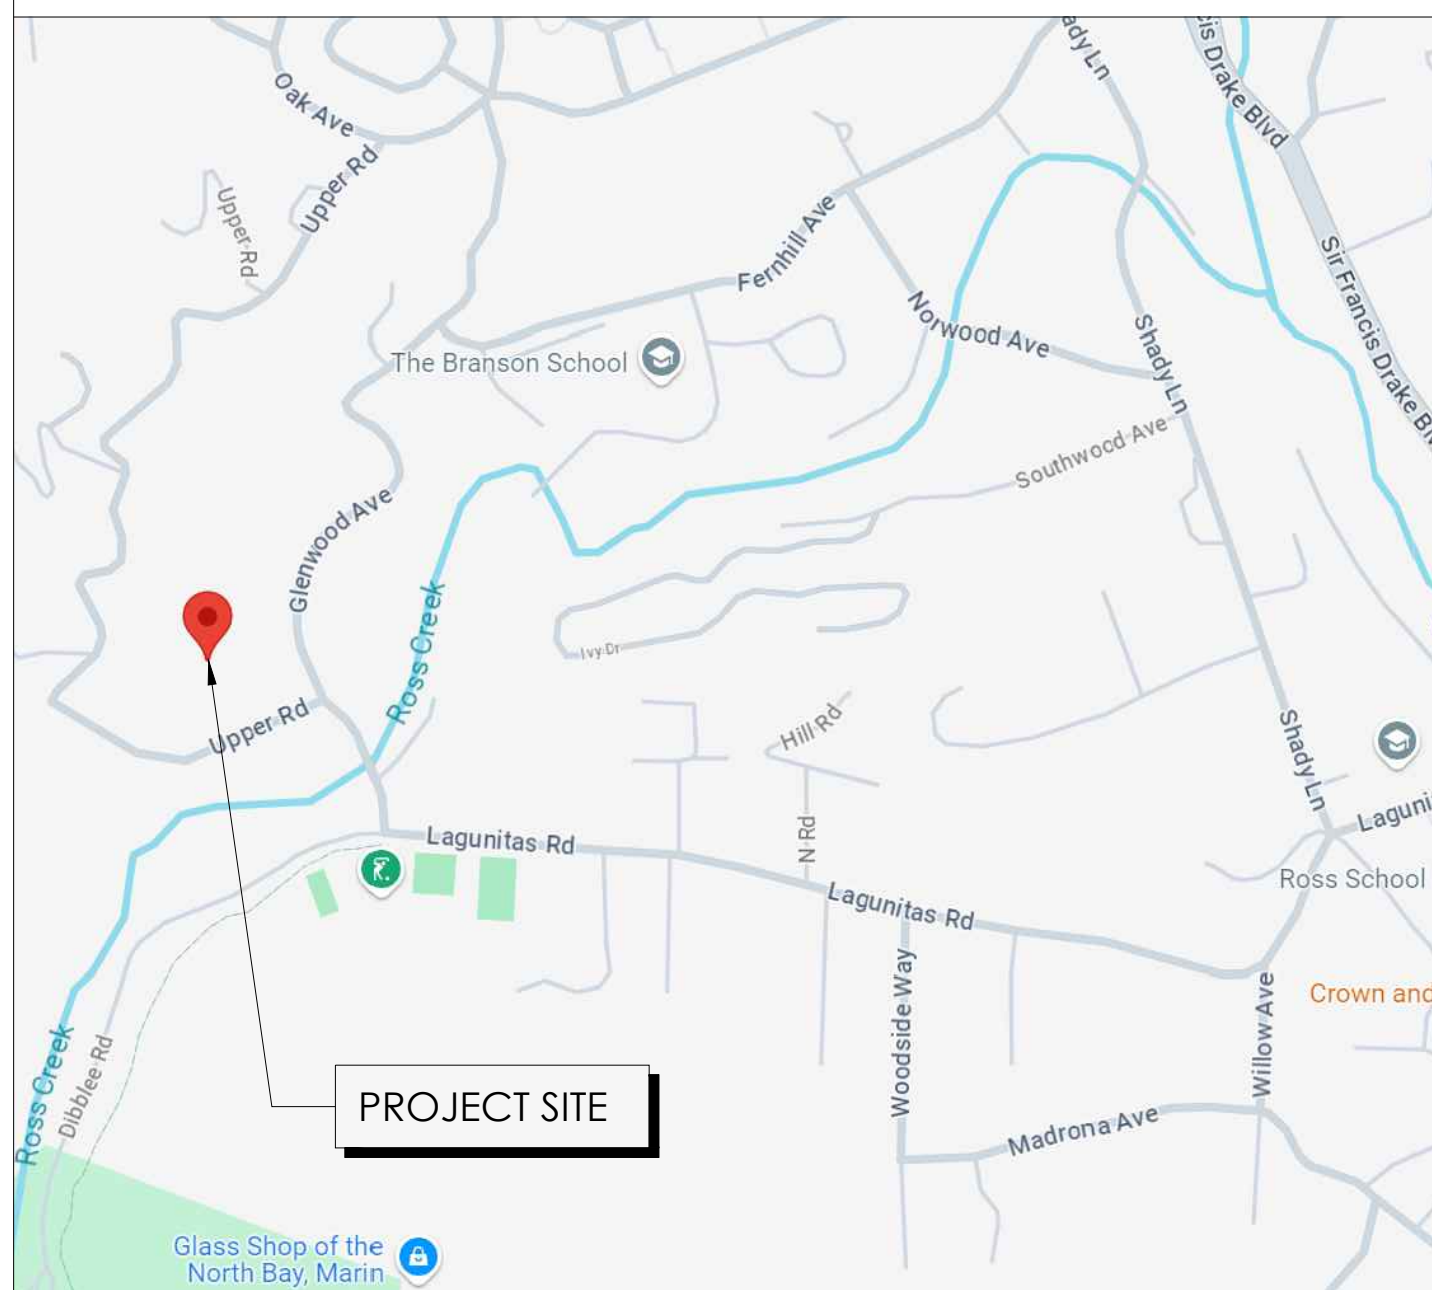 ady Ln
cis Drake Blvd
Oak Ave
Upper Rd
Upper Rd
Fernhill Ave
Sir Francis Drake Blv
Norwood Ave
Shady Ln
The Branson School
Southwood Ave
Glenwood Ave
Ross Creek
Ivy Dr
Upper Rd
Hill Rd
Shady Ln
N Rd
Laguni
Lagunitas Rd
Ross School
Lagunitas Rd
Woodside Way
Willow Ave
Crown and
Ross Creek
Dibblee Rd
PROJECT SITE
Madrona Ave
Glass Shop of the
North Bay, Marin